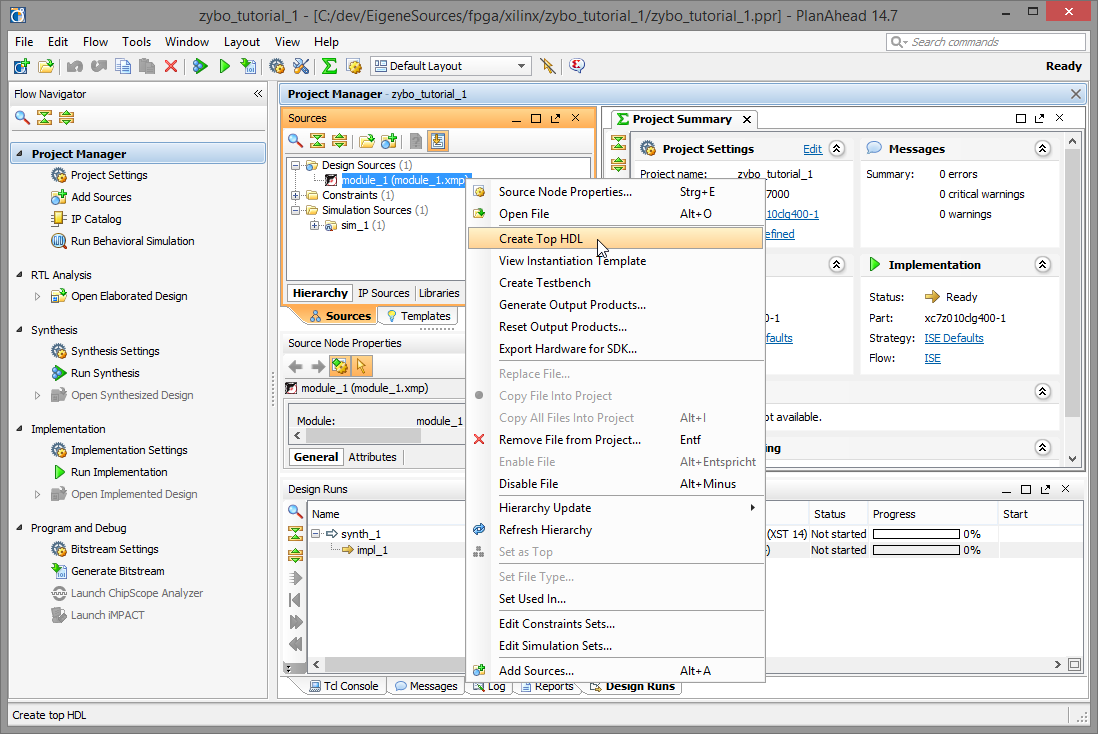 zybo_tutorial_1 - [C:/dev/EigeneSources/fpga/xilinx/zybo_tutorial_1/zybo_tutorial_1.ppr] - PlanAhead 14.7
File Edit Flow Tools Window Layout View Help
Search commands
Default Layout
Ready
Flow Navigator
Project Manager
Project Settings
Add Sources
IP Catalog
Run Behavioral Simulation
RTL Analysis
Open Elaborated Design
Synthesis
Synthesis Settings
Run Synthesis
Open Synthesized Design
Implementation
Implementation Settings
Run Implementation
Open Implemented Design
Program and Debug
Bitstream Settings
Generate Bitstream
Launch ChipScope Analyzer
Launch iMPACT
Project Manager - zybo_tutorial_1
Sources
Design Sources (1)
module_1 (module_1.xmp)
Constraints (1)
Simulation Sources (1)
sim_1 (1)
Hierarchy IP Sources Libraries
Sources Templates
Source Node Properties
module_1 (module_1.xmp)
Module: module_1
General Attributes
Project Summary
Project Settings Edit
Project name: zybo_tutorial_1
7000
10clg400-1
efined
0-1
faults
ot available.
ing
Messages
Summary: 0 errors
0 critical warnings
0 warnings
Implementation
Status: Ready
Part: xc7z010clg400-1
Strategy: ISE Defaults
Flow: ISE
Source Node Properties... Strg+E
Open File Alt+O
Create Top HDL
View Instantiation Template
Create Testbench
Generate Output Products...
Reset Output Products...
Export Hardware for SDK...
Replace File...
Copy File Into Project
Copy All Files Into Project Alt+I
Remove File from Project... Entf
Enable File Alt+Entspricht
Disable File Alt+Minus
Hierarchy Update
Refresh Hierarchy
Set as Top
Set File Type...
Set Used In...
Edit Constraints Sets...
Edit Simulation Sets...
Add Sources... Alt+A
Design Runs
Name Status Progress Start
synth_1 (XST 14) Not started 0%
impl_1 Not started 0%
Tcl Console Messages Log Reports Design Runs
Create top HDL